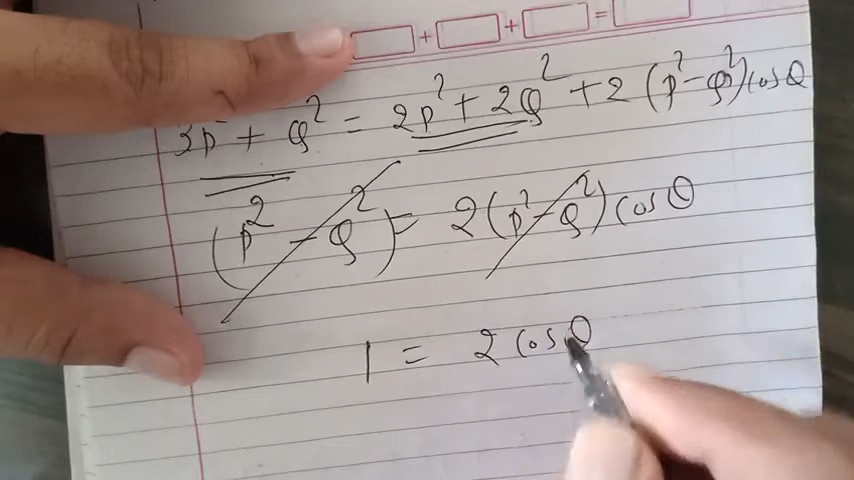 3p² + Q² = 2p² + 2Q² + 2 (p² - Q²) cos θ
(p² - Q²) = 2 (p² - Q²) cos θ
1 = 2 cos θ